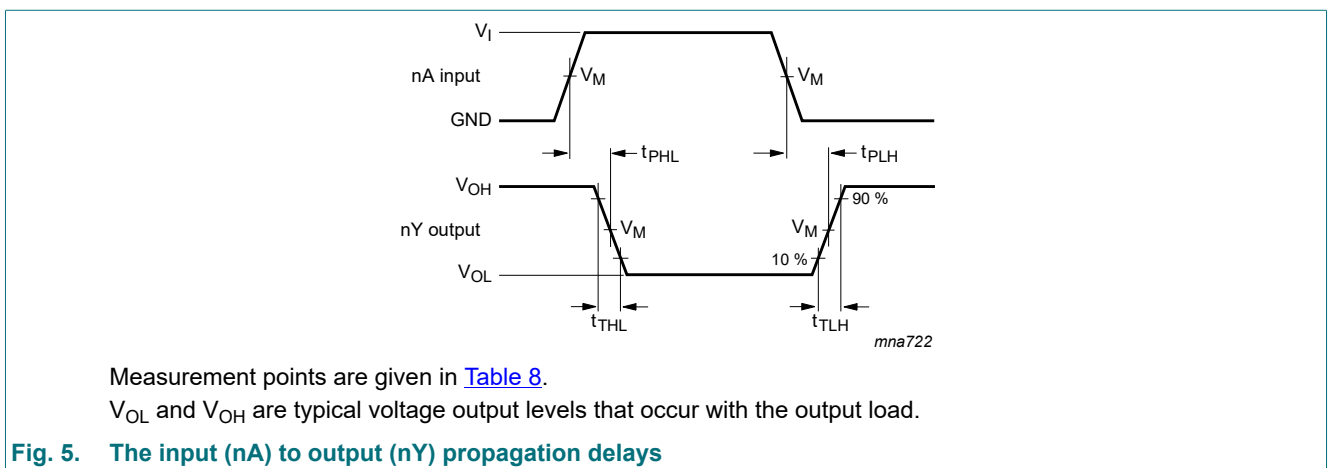 VI
nA input
VM
VM
GND
tPHL
tPLH
VOH
90 %
nY output
VM
VM
10 %
VOL
tTHL
tTLH
mna722
Measurement points are given in Table 8.
VOL and VOH are typical voltage output levels that occur with the output load.
Fig. 5. The input (nA) to output (nY) propagation delays